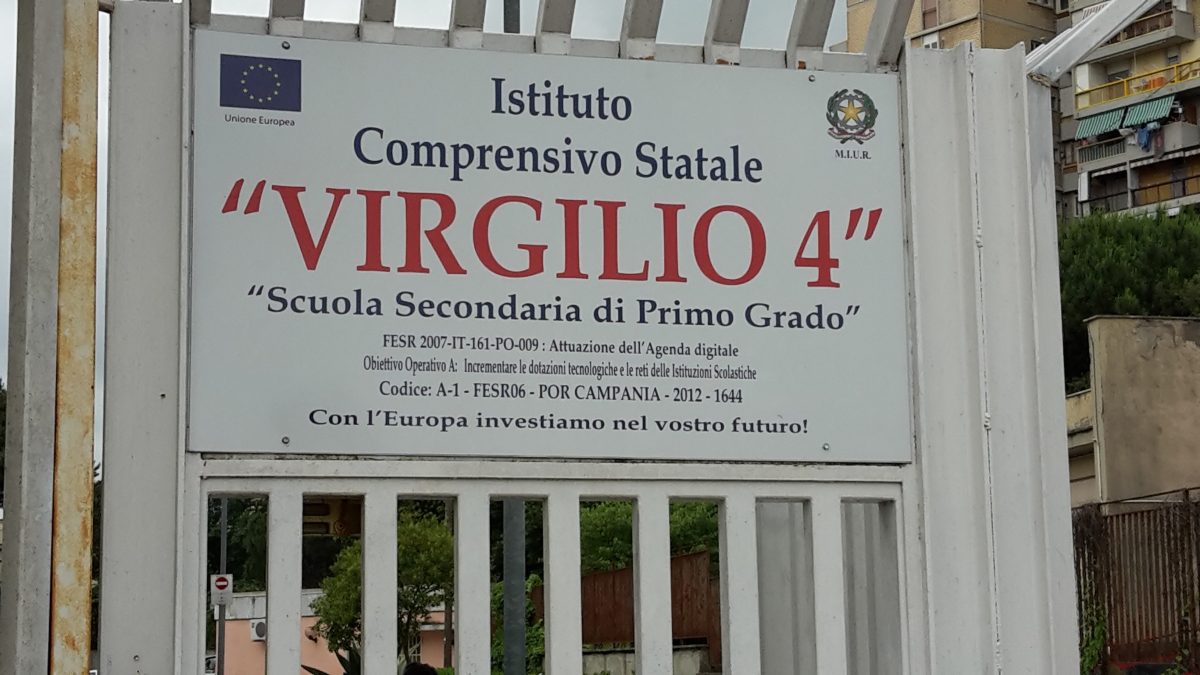 Unione Europea
M.I.U.R.
Istituto
Comprensivo Statale
“VIRGILIO 4”
“Scuola Secondaria di Primo Grado”
FESR 2007-IT-161-PO-009 : Attuazione dell’Agenda digitale
Obiettivo Operativo A: Incrementare le dotazioni tecnologiche e le reti delle Istituzioni Scolastiche
Codice: A-1 - FESR06 - POR CAMPANIA - 2012 - 1644
Con l’Europa investiamo nel vostro futuro!